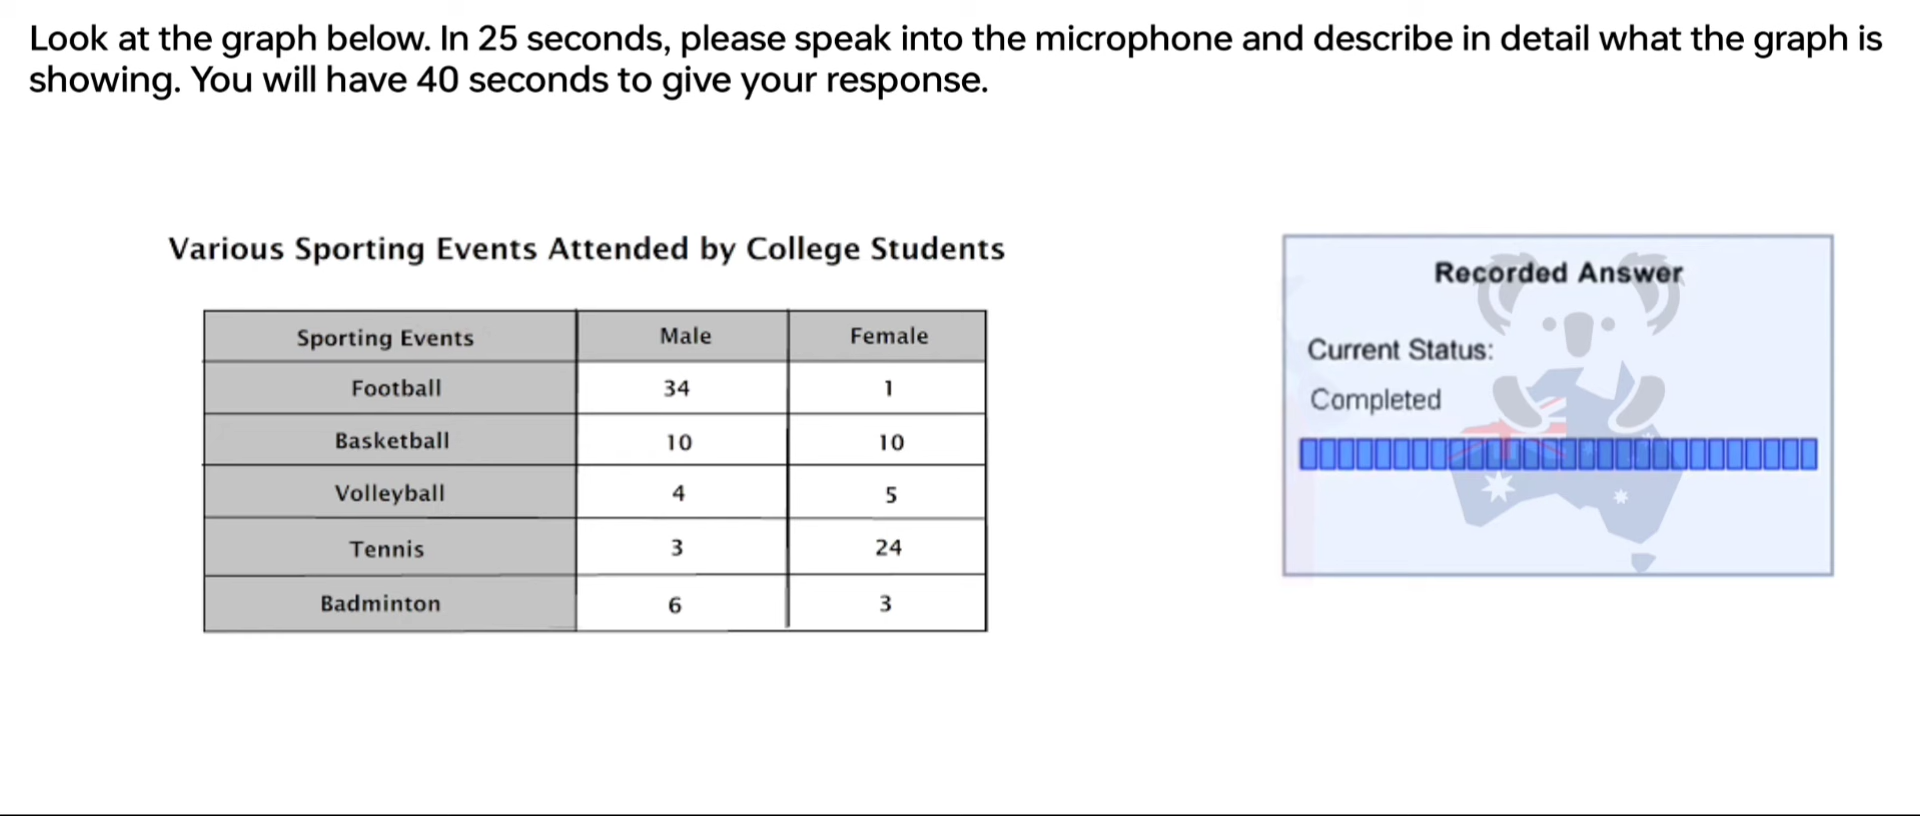 Look at the graph below. In 25 seconds, please speak into the microphone and describe in detail what the graph is
showing. You will have 40 seconds to give your response.
Various Sporting Events Attended by College Students
Sporting Events Male Female
Football 34 1
Basketball 10 10
Volleyball 4 5
Tennis 3 24
Badminton 6 3
Recorded Answer
Current Status:
Completed